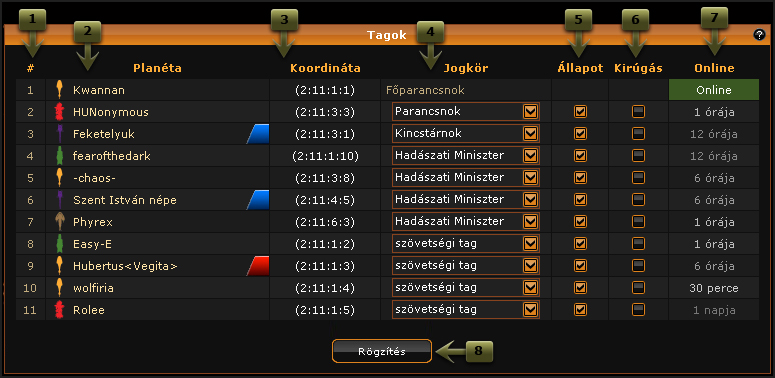 1 2 3 4 5 6 7
Tagok ?
# Planéta Koordináta Jogkör Állapot Kirúgás Online
1 Kwannan (2:11:1:1) Főparancsnok Online
2 HUNonymous (2:11:3:3) Parancsnok 1 órája
3 Feketelyuk (2:11:3:1) Kincstárnok 12 órája
4 fearofthedark (2:11:1:10) Hadászati Miniszter 12 órája
5 -chaos- (2:11:3:8) Hadászati Miniszter 6 órája
6 Szent István népe (2:11:4:5) Hadászati Miniszter 6 órája
7 Phyrex (2:11:6:3) Hadászati Miniszter 1 órája
8 Easy-E (2:11:1:2) szövetségi tag 1 órája
9 Hubertus<Vegita> (2:11:1:3) szövetségi tag 6 órája
10 wolfiria (2:11:1:4) szövetségi tag 30 perce
11 Rolee (2:11:1:5) szövetségi tag 1 napja
Rögzítés 8